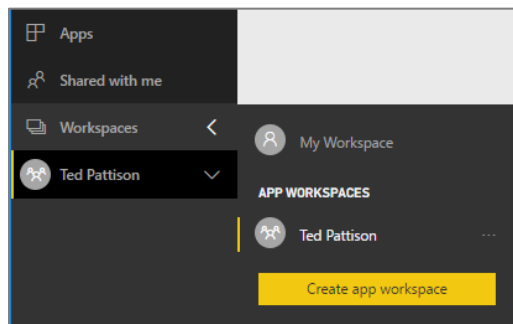 Apps
Shared with me
Workspaces
Ted Pattison
My Workspace
APP WORKSPACES
Ted Pattison
Create app workspace